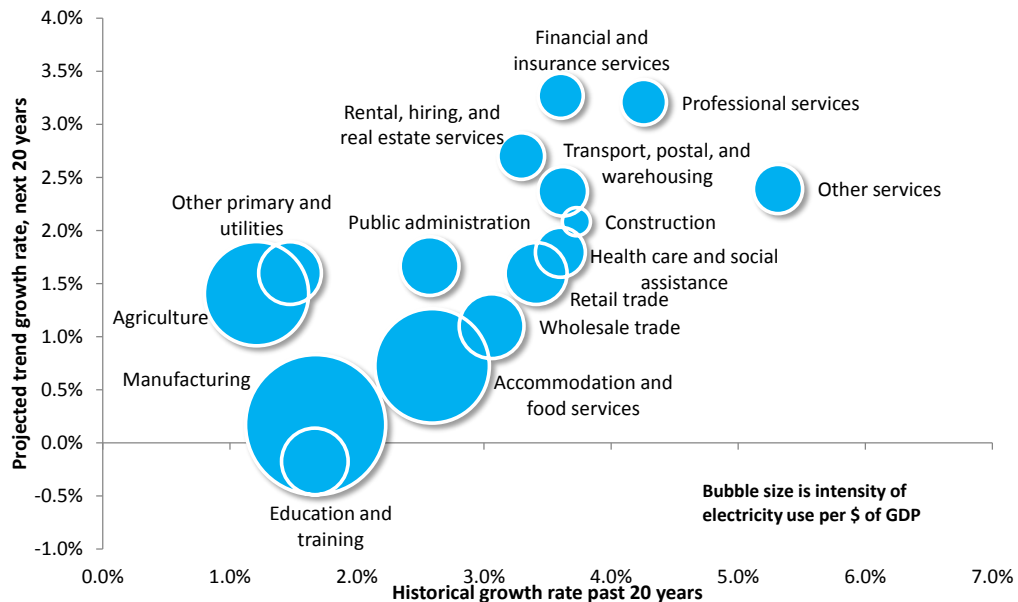 4.0%
3.5%
3.0%
2.5%
2.0%
1.5%
1.0%
0.5%
0.0%
-0.5%
-1.0%
Projected trend growth rate, next 20 years
Financial and
insurance services
Professional services
Rental, hiring, and
real estate services
Transport, postal, and
warehousing
Other services
Other primary and
utilities
Public administration
Construction
Health care and social
assistance
Agriculture
Retail trade
Wholesale trade
Manufacturing
Accommodation and
food services
Education and
training
Bubble size is intensity of
electricity use per $ of GDP
0.0%
1.0%
2.0%
3.0%
4.0%
5.0%
6.0%
7.0%
Historical growth rate past 20 years